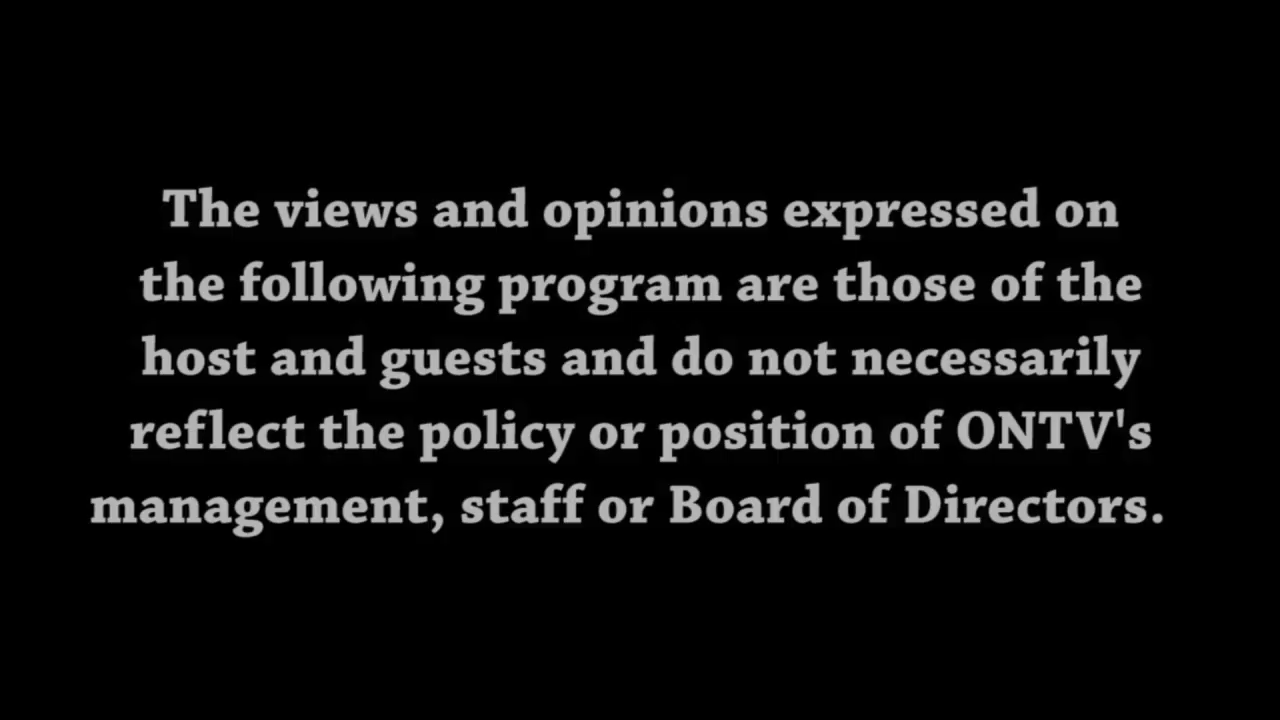 The views and opinions expressed on
the following program are those of the
host and guests and do not necessarily
reflect the policy or position of ONTV's
management, staff or Board of Directors.